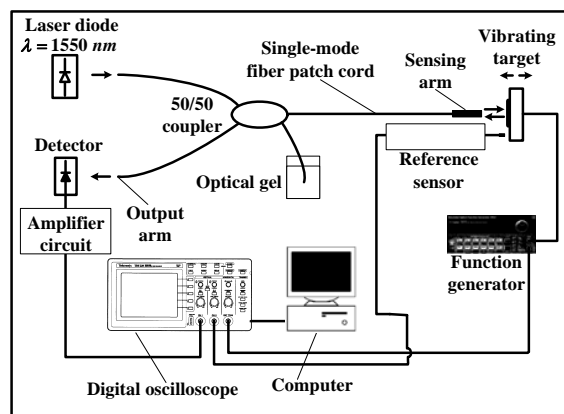 Laser diode
λ = 1550 nm
50/50
coupler
Single-mode
fiber patch cord
Sensing
arm
Vibrating
target
Detector
Optical gel
Reference
sensor
Output
arm
Amplifier
circuit
Function
generator
Digital oscilloscope
Computer